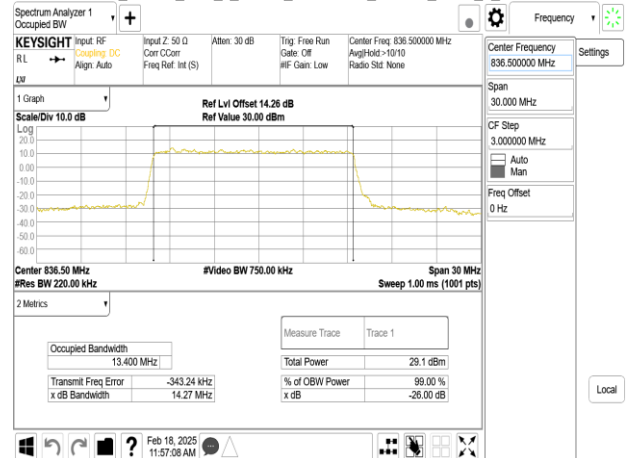 Spectrum Analyzer 1
Occupied BW
Frequency
KEYSIGHT
RL
Input: RF
Coupling: DC
Align: Auto
Input Z: 50 Ω
Corr CCorr
Freq Ref: Int (S)
Atten: 30 dB
Trig: Free Run
Gate: Off
#IF Gain: Low
Center Freq: 836.500000 MHz
Avg|Hold:>10/10
Radio Std: None
LXI
Center Frequency
836.500000 MHz
Settings
Span
30.000 MHz
CF Step
3.000000 MHz
Auto
Man
Freq Offset
0 Hz
1 Graph
Scale/Div 10.0 dB
Ref Lvl Offset 14.26 dB
Ref Value 30.00 dBm
Log
20.0
10.0
0.00
-10.0
-20.0
-30.0
-40.0
-50.0
-60.0
Center 836.50 MHz
#Video BW 750.00 kHz
Span 30 MHz
#Res BW 220.00 kHz
Sweep 1.00 ms (1001 pts)
2 Metrics
Measure Trace
Trace 1
Occupied Bandwidth
13.400 MHz
Total Power
29.1 dBm
Transmit Freq Error
-343.24 kHz
% of OBW Power
99.00 %
x dB Bandwidth
14.27 MHz
x dB
-26.00 dB
Local
?
Feb 18, 2025
11:57:08 AM